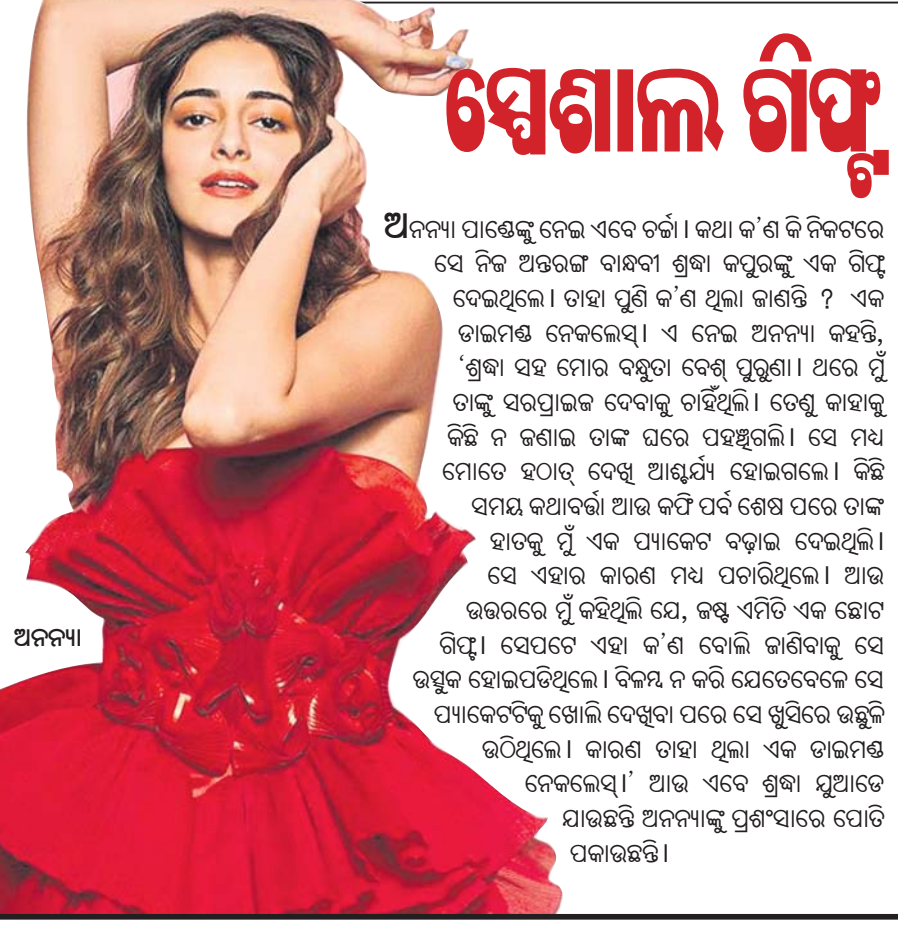 ସ୍ପେଶାଲ ଗିଫ୍ଟ
ଅନନ୍ୟା ପାଣ୍ଡେଙ୍କୁ ନେଇ ଏବେ ଚର୍ଚ୍ଚା। କଥା କ'ଣ କି ନିକଟରେ
ସେ ନିଜ ଅନ୍ତରଙ୍ଗ ବାନ୍ଧବୀ ଶ୍ରଦ୍ଧା କପୁରଙ୍କୁ ଏକ ଗିଫ୍ଟ
ଦେଇଥିଲେ। ତାହା ପୁଣି କ'ଣ ଥିଲା ଜାଣନ୍ତି ? ଏକ
ଡାଇମଣ୍ଡ ନେକଲେସ୍। ଏ ନେଇ ଅନନ୍ୟା କହନ୍ତି,
'ଶ୍ରଦ୍ଧା ସହ ମୋର ବନ୍ଧୁତା ବେଶ୍ ପୁରୁଣା। ଥରେ ମୁଁ
ତାଙ୍କୁ ସରପ୍ରାଇଜ ଦେବାକୁ ଚାହିଁଥିଲି। ତେଣୁ କାହାକୁ
କିଛି ନ ଜଣାଇ ତାଙ୍କ ଘରେ ପହଞ୍ଚିଗଲି। ସେ ମଧ୍ୟ
ମୋତେ ହଠାତ୍ ଦେଖି ଆଶ୍ଚର୍ଯ୍ୟ ହୋଇଗଲେ। କିଛି
ସମୟ କଥାବର୍ତ୍ତା ଆଉ କଫି ପର୍ବ ଶେଷ ପରେ ତାଙ୍କ
ହାତକୁ ମୁଁ ଏକ ପ୍ୟାକେଟ ବଢ଼ାଇ ଦେଇଥିଲି।
ସେ ଏହାର କାରଣ ମଧ୍ୟ ପଚାରିଥିଲେ। ଆଉ
ଉତ୍ତରରେ ମୁଁ କହିଥିଲି ଯେ, ଜଷ୍ଟ ଏମିତି ଏକ ଛୋଟ
ଗିଫ୍ଟ। ସେପଟେ ଏହା କ'ଣ ବୋଲି ଜାଣିବାକୁ ସେ
ଉତ୍ସୁକ ହୋଇପଡିଥିଲେ। ବିଳମ୍ବ ନ କରି ଯେତେବେଳେ ସେ
ପ୍ୟାକେଟଟିକୁ ଖୋଲି ଦେଖିବା ପରେ ସେ ଖୁସିରେ ଉଛୁଳି
ଉଠିଥିଲେ। କାରଣ ତାହା ଥିଲା ଏକ ଡାଇମଣ୍ଡ
ନେକଲେସ୍।' ଆଉ ଏବେ ଶ୍ରଦ୍ଧା ଯୁଆଡେ
ଯାଉଛନ୍ତି ଅନନ୍ୟାଙ୍କୁ ପ୍ରଶଂସାରେ ପୋତି
ପକାଉଛନ୍ତି।
ଅନନ୍ୟା